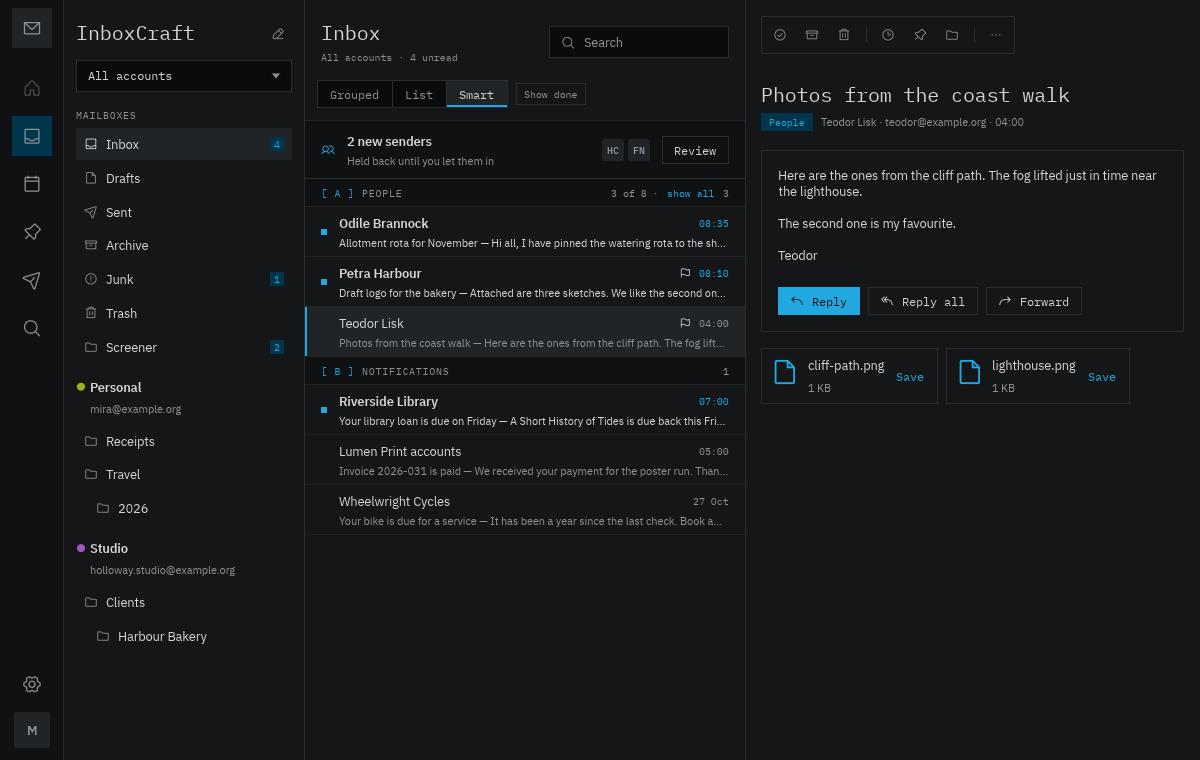 InboxCraft
All accounts
MAILBOXES
Inbox 4
Drafts
Sent
Archive
Junk 1
Trash
Screener 2
Personal
mira@example.org
Receipts
Travel
2026
Studio
holloway.studio@example.org
Clients
Harbour Bakery
M
Inbox
All accounts · 4 unread
Search
Grouped List Smart Show done
2 new senders
Held back until you let them in
HC FN Review
[ A ] PEOPLE 3 of 8 · show all 3
Odile Brannock 08:35
Allotment rota for November — Hi all, I have pinned the watering rota to the sh...
Petra Harbour 08:10
Draft logo for the bakery — Attached are three sketches. We like the second on...
Teodor Lisk 04:00
Photos from the coast walk — Here are the ones from the cliff path. The fog lift...
[ B ] NOTIFICATIONS 1
Riverside Library 07:00
Your library loan is due on Friday — A Short History of Tides is due back this Fri...
Lumen Print accounts 05:00
Invoice 2026-031 is paid — We received your payment for the poster run. Than...
Wheelwright Cycles 27 Oct
Your bike is due for a service — It has been a year since the last check. Book a...
Photos from the coast walk
People Teodor Lisk · teodor@example.org · 04:00
Here are the ones from the cliff path. The fog lifted just in time near
the lighthouse.
The second one is my favourite.
Teodor
Reply Reply all Forward
cliff-path.png
1 KB
Save
lighthouse.png
1 KB
Save